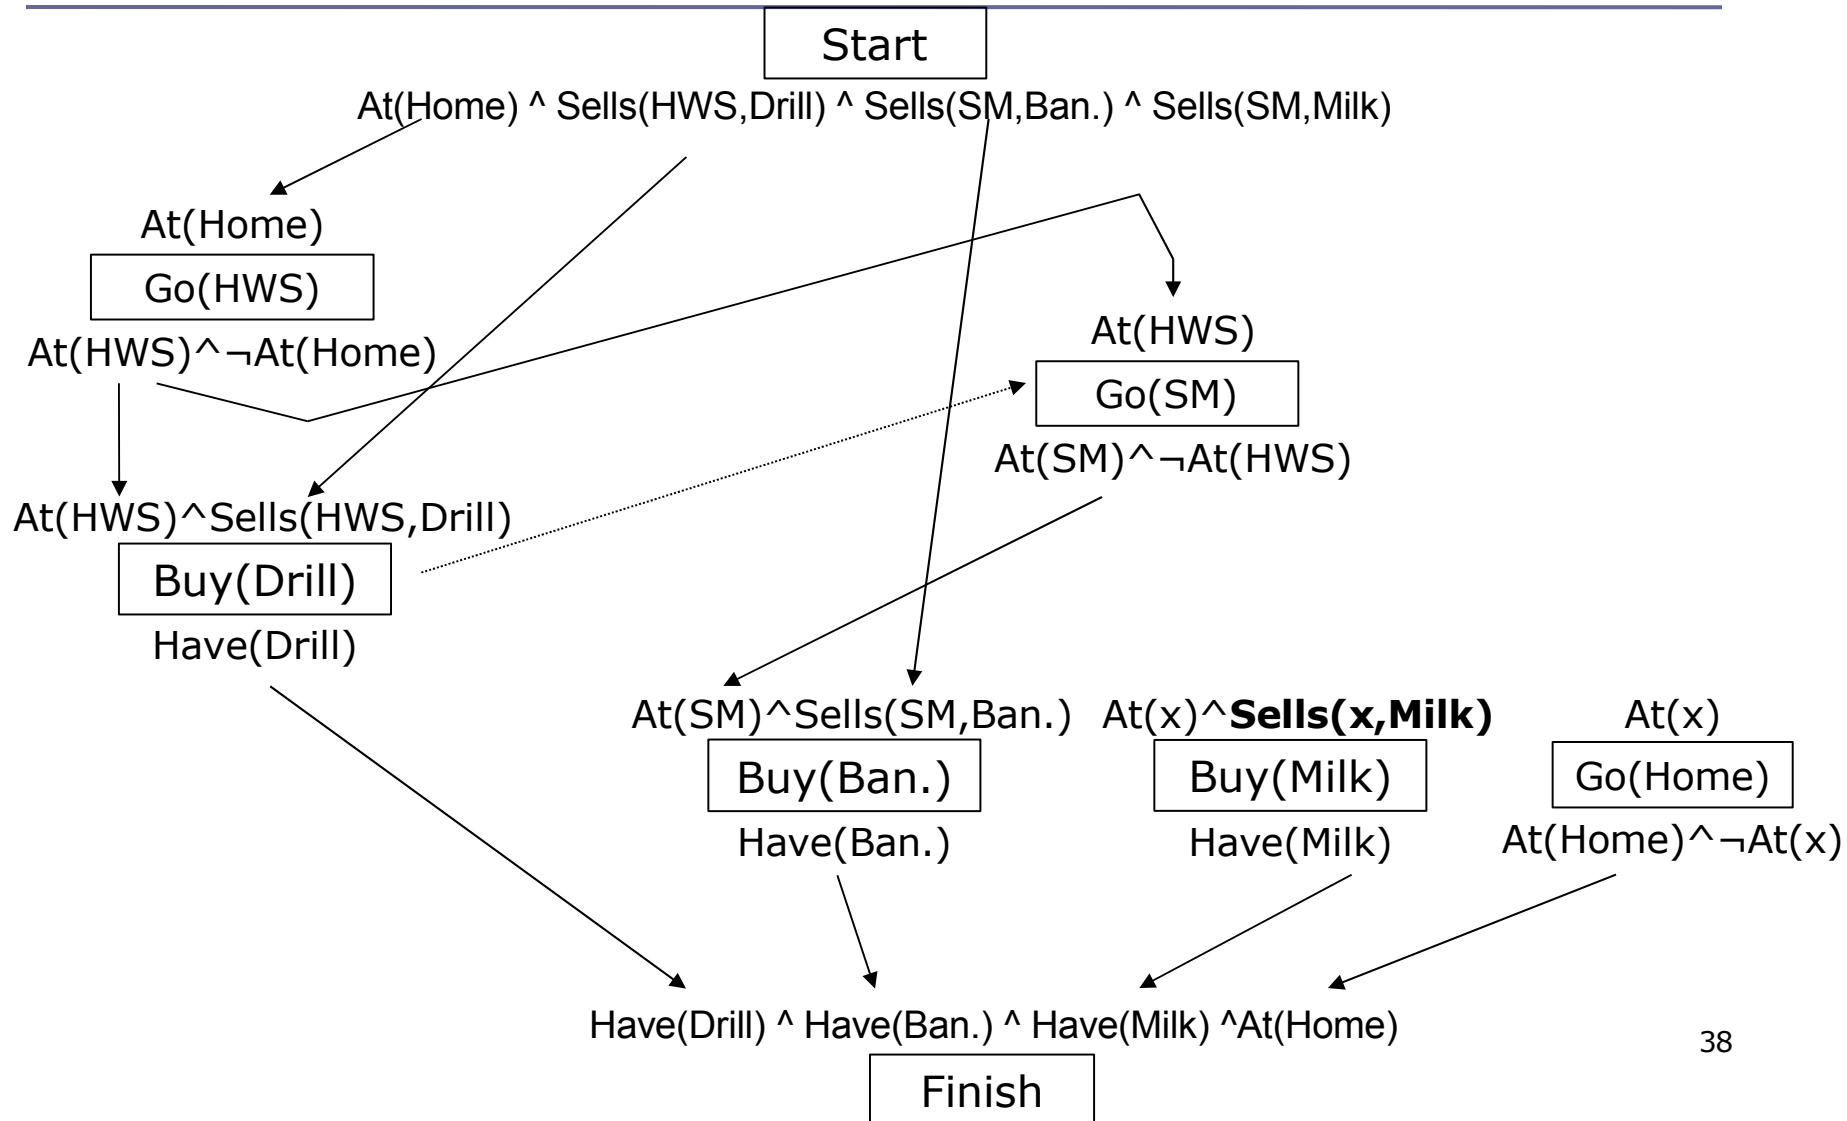 Start
At(Home) ^ Sells(HWS,Drill) ^ Sells(SM,Ban.) ^ Sells(SM,Milk)
At(Home)
Go(HWS)
At(HWS)^¬At(Home)
At(HWS)
Go(SM)
At(SM)^¬At(HWS)
At(HWS)^Sells(HWS,Drill)
Buy(Drill)
Have(Drill)
At(SM)^Sells(SM,Ban.)
Buy(Ban.)
Have(Ban.)
At(x)^Sells(x,Milk)
Buy(Milk)
Have(Milk)
At(x)
Go(Home)
At(Home)^¬At(x)
Have(Drill) ^ Have(Ban.) ^ Have(Milk) ^At(Home)
Finish
38